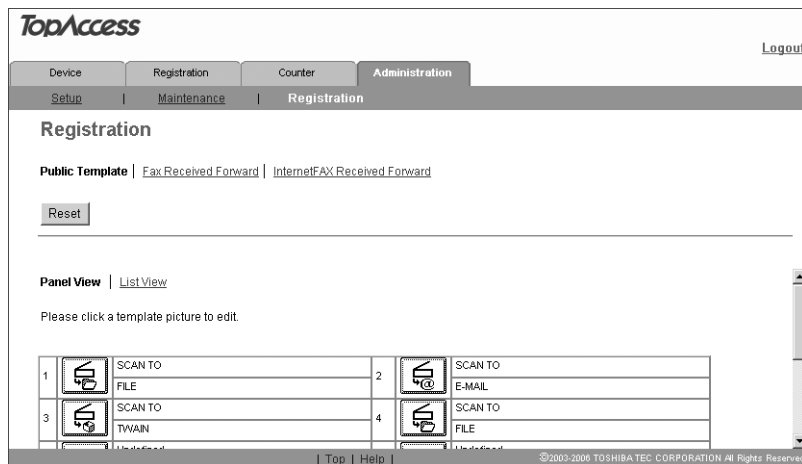 TopAccess
Logout
Device Registration Counter Administration
Setup | Maintenance | Registration
Registration
Public Template | Fax Received Forward | InternetFAX Received Forward
Reset
Panel View | List View
Please click a template picture to edit.
1 SCAN TO FILE
2 SCAN TO E-MAIL
3 SCAN TO TWAIN
4 SCAN TO FILE
| Top | Help |
©2003-2006 TOSHIBA TEC CORPORATION All Rights Reserved